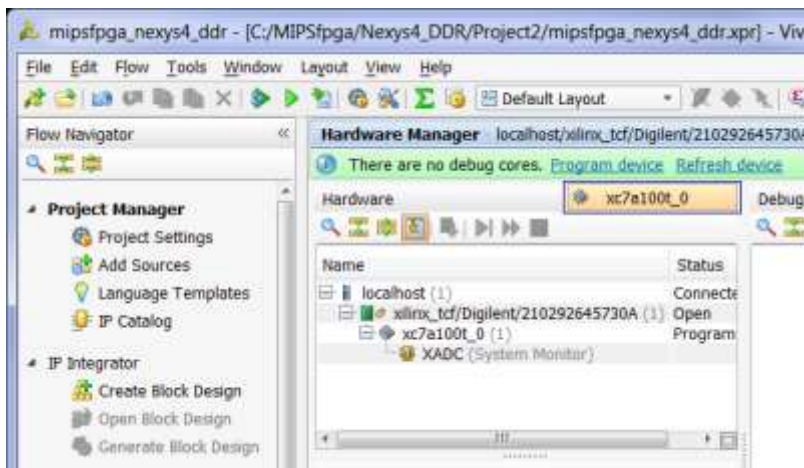 mipsfpga_nexys4_ddr - [C:/MIPSfpga/Nexys4_DDR/Project2/mipsfpga_nexys4_ddr.xpr] - Viv
File Edit Flow Tools Window Layout View Help
Default Layout
Flow Navigator
Hardware Manager localhost/xilinx_tcf/Digilent/210292645730A
There are no debug cores. Program device Refresh device
Hardware
xc7a100t_0
Debug
Project Manager
Project Settings
Add Sources
Language Templates
IP Catalog
IP Integrator
Create Block Design
Open Block Design
Generate Block Design
Name Status
localhost (1) Connecte
xilinx_tcf/Digilent/210292645730A (1) Open
xc7a100t_0 (1) Program
XADC (System Monitor)